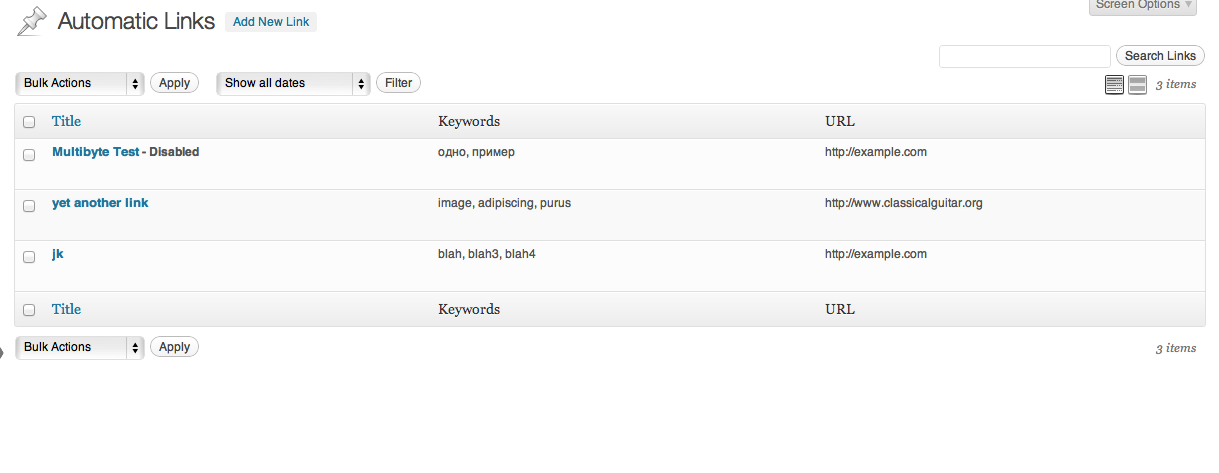 Screen Options
Automatic Links Add New Link
Search Links
Bulk Actions Apply Show all dates Filter 3 items
Title Keywords URL
Multibyte Test - Disabled одно, пример http://example.com
yet another link image, adipiscing, purus http://www.classicalguitar.org
jk blah, blah3, blah4 http://example.com
Title Keywords URL
Bulk Actions Apply 3 items